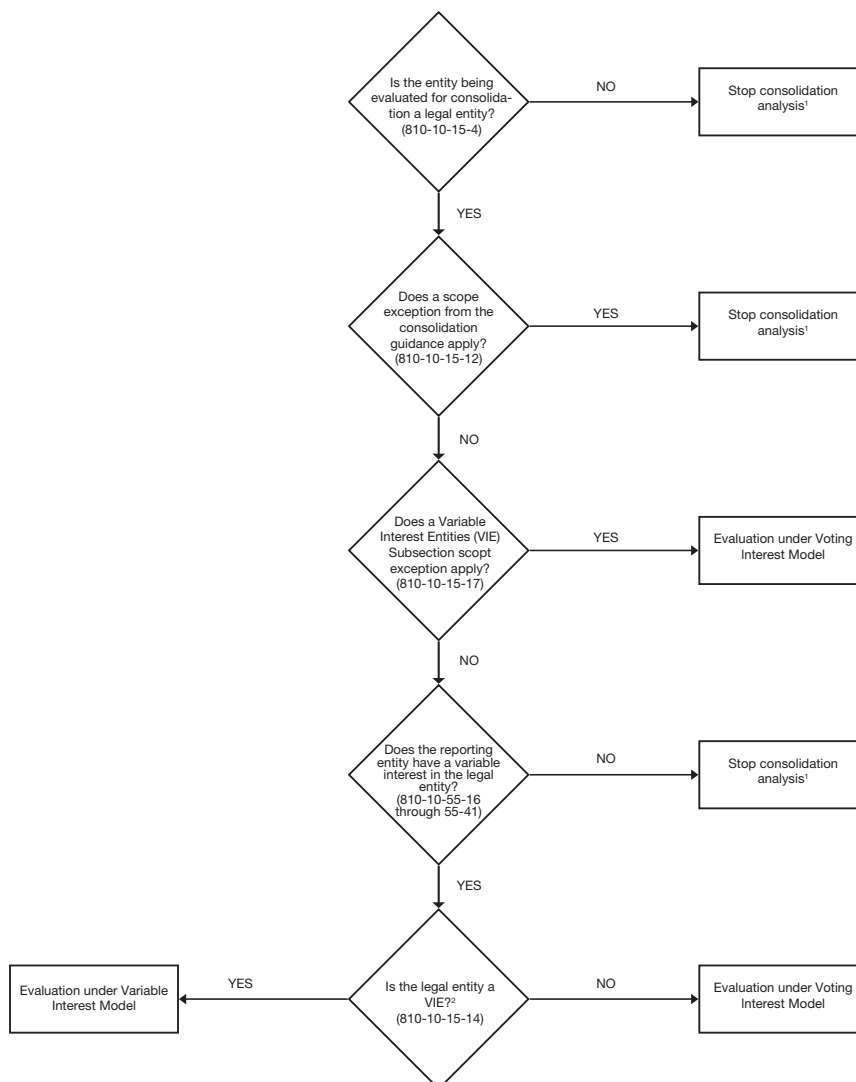 Is the entity being
evaluated for consolida-
tion a legal entity?
(810-10-15-4)
NO
Stop consolidation
analysis¹
YES
Does a scope
exception from the
consolidation
guidance apply?
(810-10-15-12)
YES
Stop consolidation
analysis¹
NO
Does a Variable
Interest Entities (VIE)
Subsection scopt
exception apply?
(810-10-15-17)
YES
Evaluation under Voting
Interest Model
NO
Does the reporting
entity have a variable
interest in the legal
entity?
(810-10-55-16
through 55-41)
NO
Stop consolidation
analysis¹
YES
Evaluation under Variable
Interest Model
YES
Is the legal entity a
VIE?²
(810-10-15-14)
NO
Evaluation under Voting
Interest Model